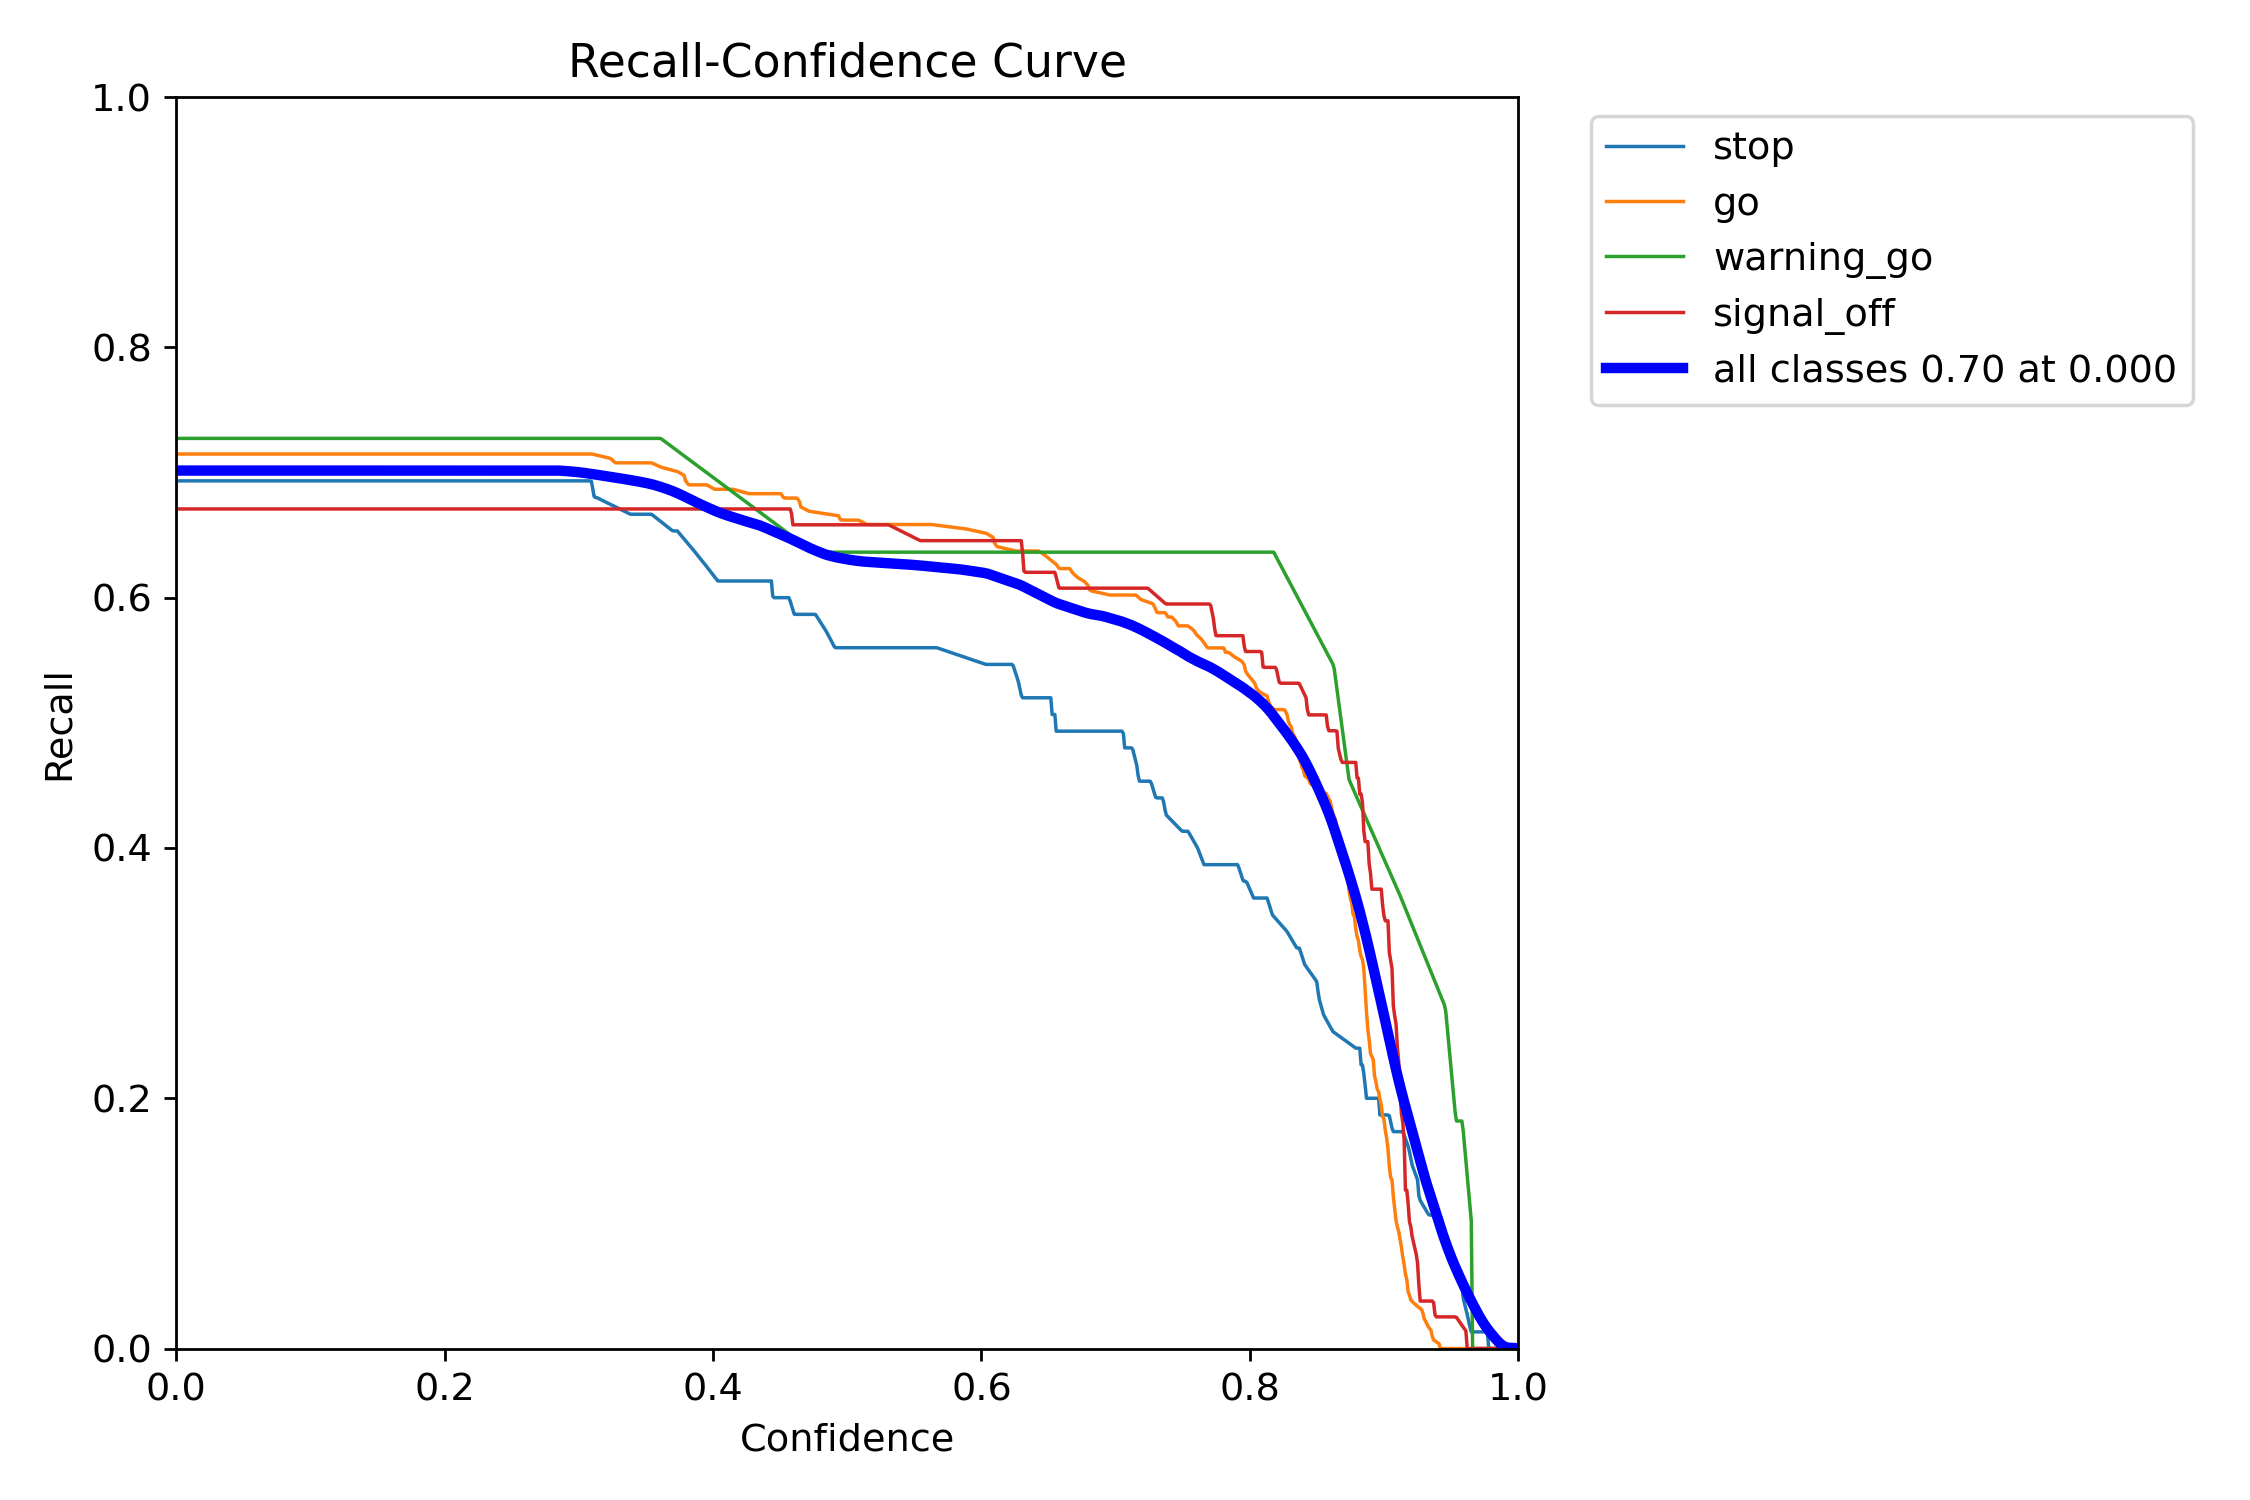 Recall-Confidence Curve
1.0
0.8
0.6
0.4
0.2
0.0
Recall
0.0 0.2 0.4 0.6 0.8 1.0
Confidence
stop
go
warning_go
signal_off
all classes 0.70 at 0.000